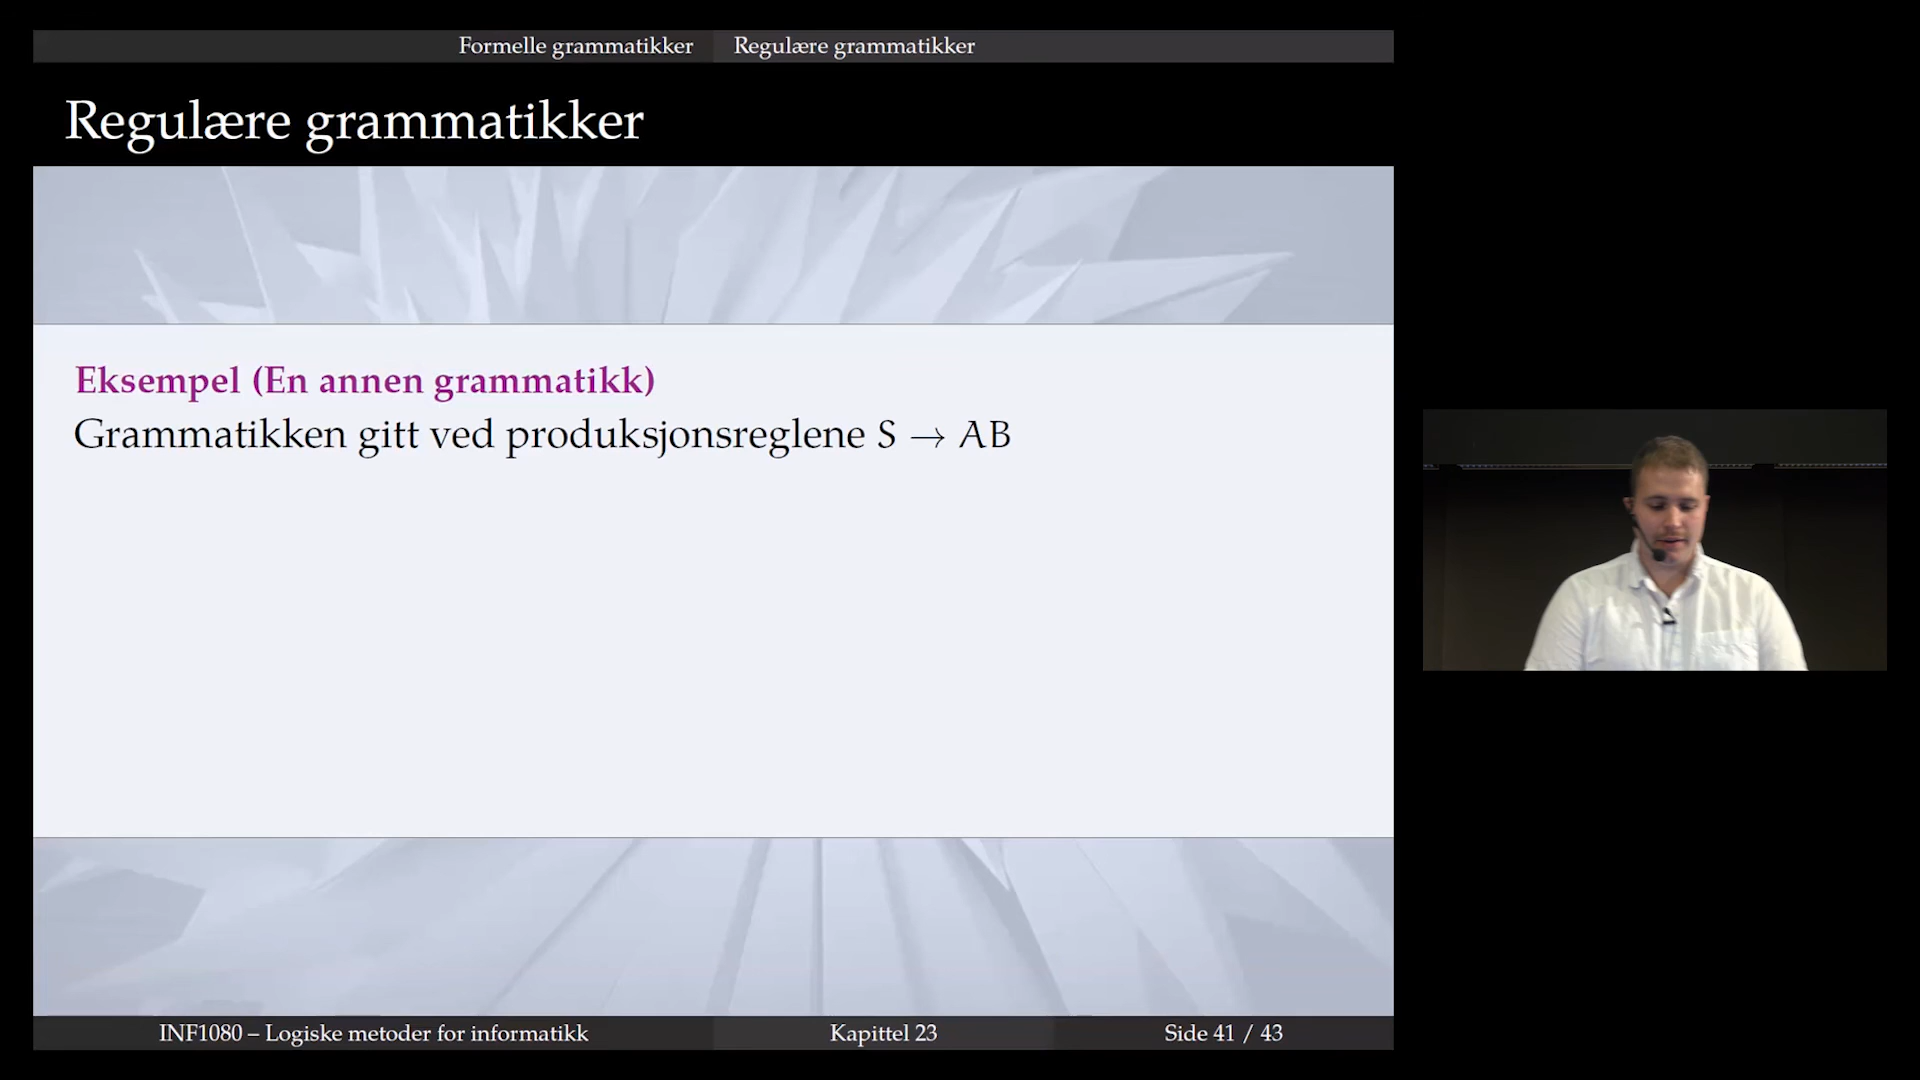 Formelle grammatikker Regulære grammatikker
Regulære grammatikker
Eksempel (En annen grammatikk)
Grammatikken gitt ved produksjonsreglene S → AB
INF1080 – Logiske metoder for informatikk Kapittel 23 Side 41 / 43